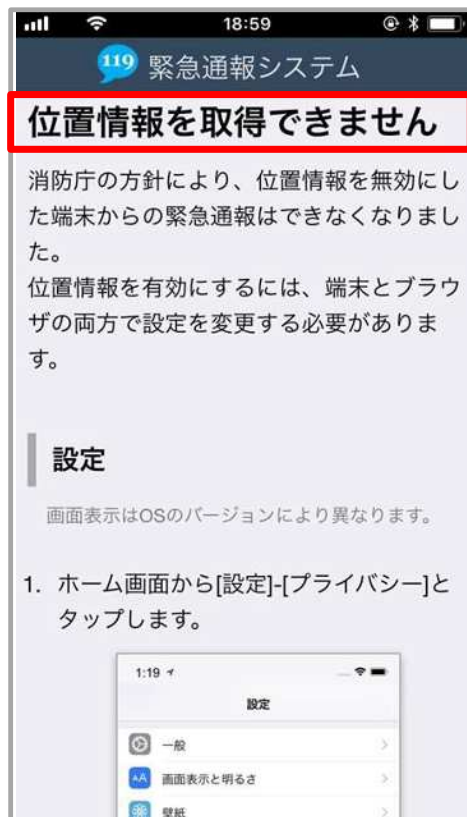 18:59
119 緊急通報システム
位置情報を取得できません
消防庁の方針により、位置情報を無効にし
た端末からの緊急通報はできなくなりまし
た。
位置情報を有効にするには、端末とブラウ
ザの両方で設定を変更する必要がありま
す。
設定
画面表示はOSのバージョンにより異なります。
1. ホーム画面から[設定]-[プライバシー]と
タップします。
1:19
設定
一般
AA 画面表示と明るさ
壁紙